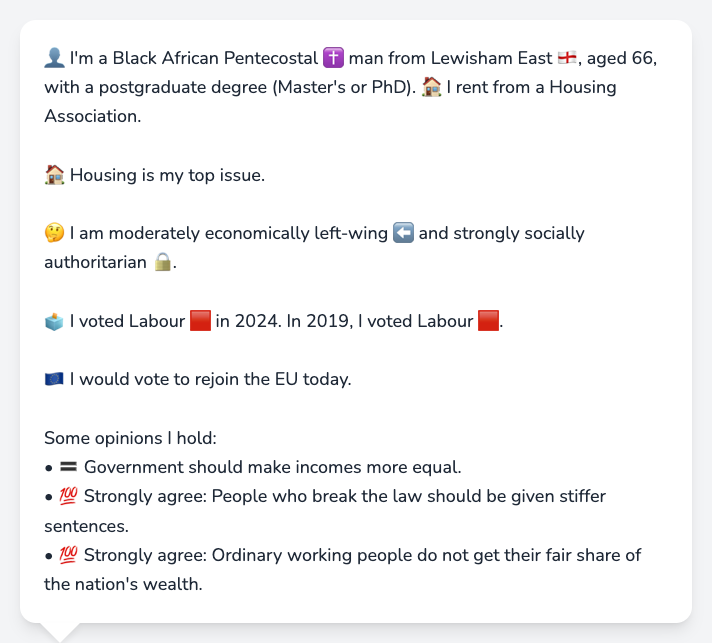 👤 I'm a Black African Pentecostal ✝️ man from Lewisham East 🏴󠁧󠁢󠁥󠁮󠁧󠁿, aged 66,
with a postgraduate degree (Master's or PhD). 🏠 I rent from a Housing
Association.
🏠 Housing is my top issue.
🤔 I am moderately economically left-wing ⬅️ and strongly socially
authoritarian 🔒.
🗳️ I voted Labour 🟥 in 2024. In 2019, I voted Labour 🟥.
🇪🇺 I would vote to rejoin the EU today.
Some opinions I hold:
• 🟰 Government should make incomes more equal.
• 💯 Strongly agree: People who break the law should be given stiffer
sentences.
• 💯 Strongly agree: Ordinary working people do not get their fair share of
the nation's wealth.